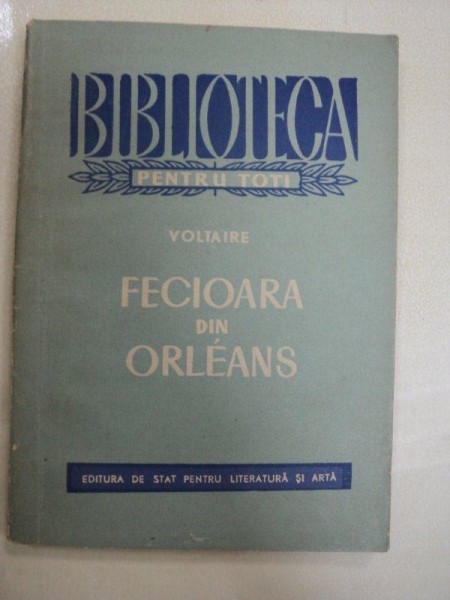 BIBLIOTECA
PENTRU TOȚI
VOLTAIRE
FECIOARA
DIN
ORLÉANS
EDITURA DE STAT PENTRU LITERATURĂ ȘI ARTĂ